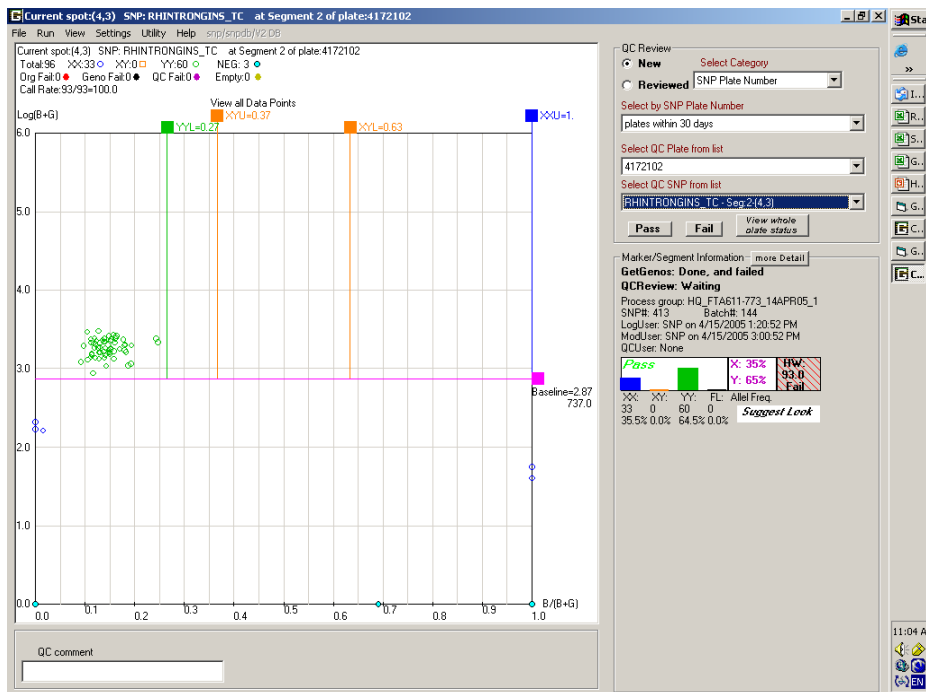 Current spot:(4,3) SNP: RHINTRONGINS_TC at Segment 2 of plate:4172102
File Run View Settings Utility Help snp/snpdb/V2 DB
Current spot:(4,3) SNP: RHINTRONGINS_TC at Segment 2 of plate:4172102
Total:96 XX:33 XY:0 YY:60 NEG: 3
Org Fail:0 Geno Fail:0 QC Fail:0 Empty:0
Call Rate:93/93=100.0
View all Data Points
Log(B+G)
XYU=0.37
XXU=1.
YYL=0.27
XYL=0.63
6.0
5.0
4.0
3.0
2.0
1.0
0.0
Baseline=2.87
737.0
B/(B+G)
0.0 0.1 0.2 0.3 0.4 0.5 0.6 0.7 0.8 0.9 1.0
QC comment
QC Review
New
Reviewed
Select Category
SNP Plate Number
Select by SNP Plate Number
plates within 30 days
Select QC Plate from list
4172102
Select QC SNP from list
RHINTRONGINS_TC - Seg:2-(4,3)
Pass
Fail
View whole
plate status
Marker/Segment Information
more Detail
GetGenos: Done, and failed
QCReview: Waiting
Process group: HQ_FTA611-773_14APR05_1
SNP#: 413 Batch#: 144
LogUser: SNP on 4/15/2005 1:20:52 PM
ModUser: SNP on 4/15/2005 3:00:52 PM
QCUser: None
Pass
X: 35%
Y: 65%
HW:
93.0
Fail
XX: XY: YY: FL: Allel Freq.
33 0 60 0
35.5% 0.0% 64.5% 0.0%
Suggest Look
Sta
»
I...
R...
S...
G..
H...
G..
C...
G..
C...
11:04 A
EN